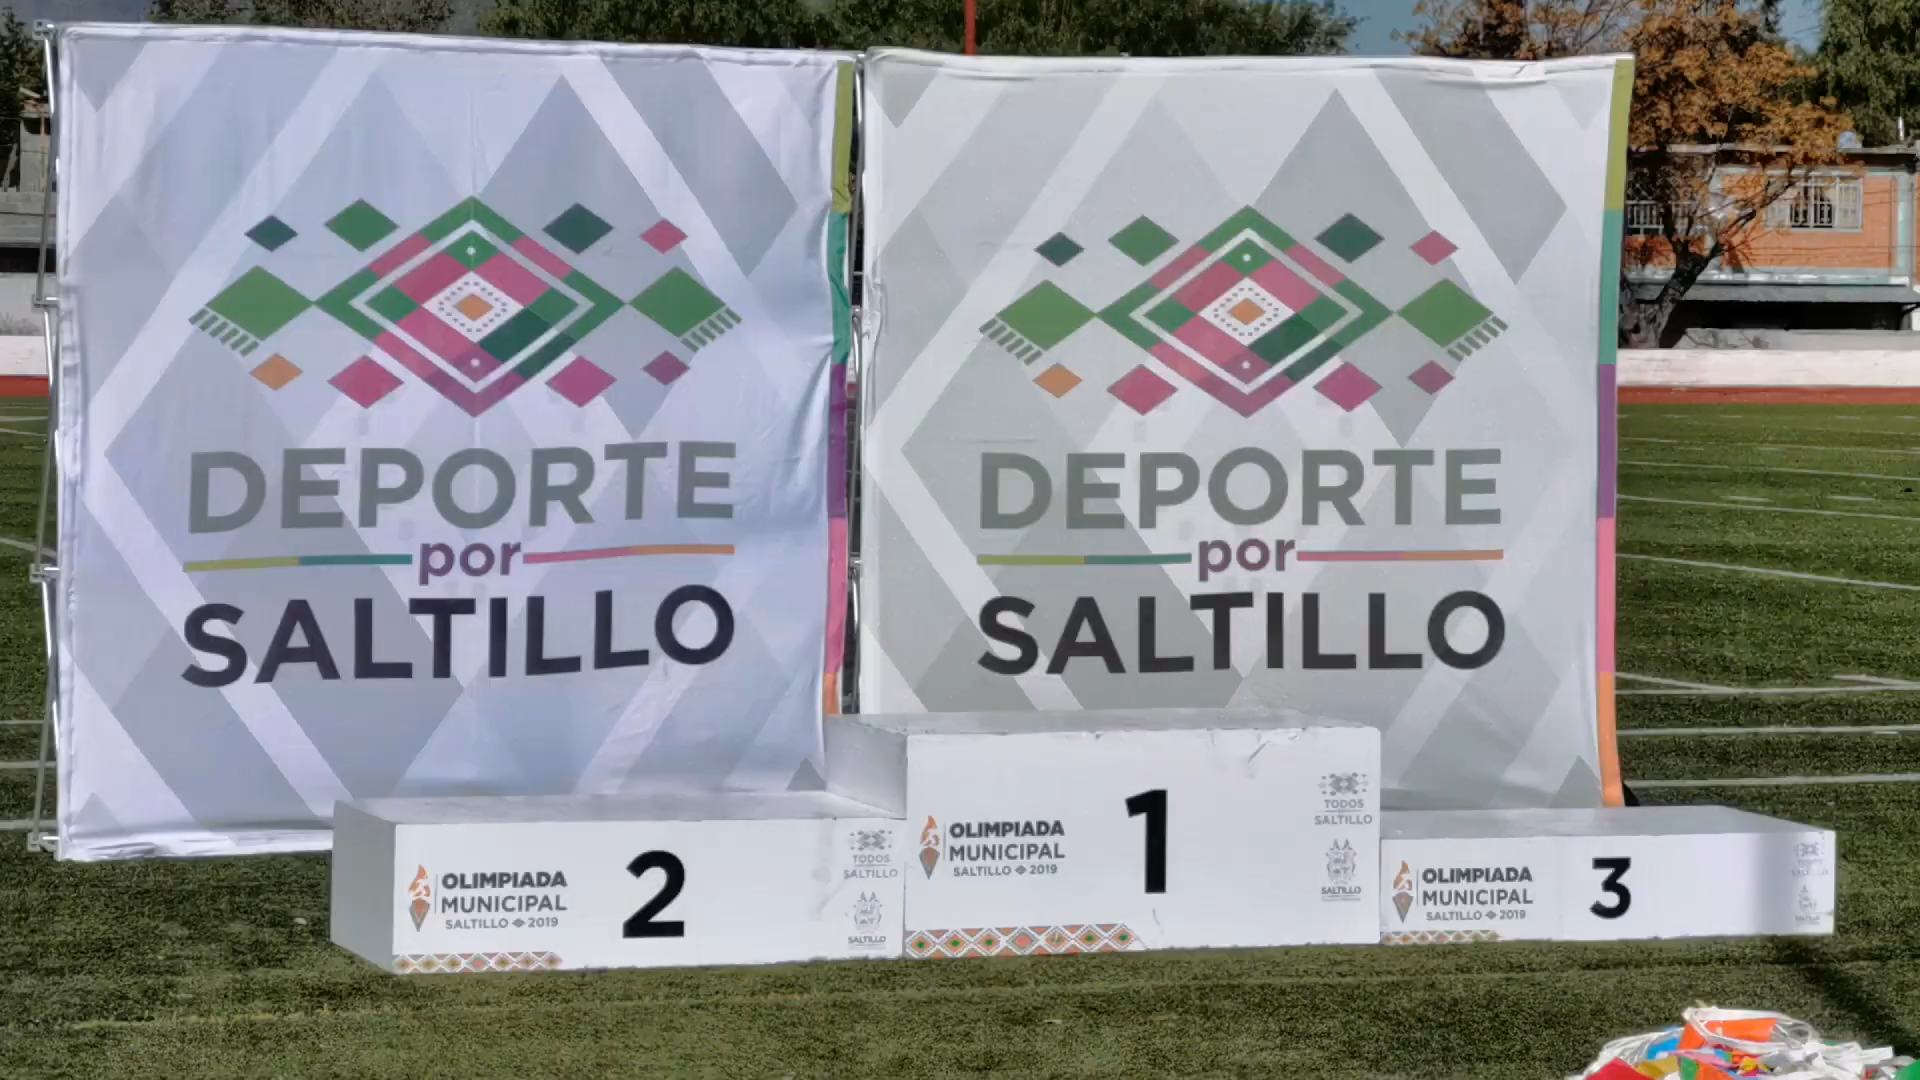 DEPORTE
por
SALTILLO
DEPORTE
por
SALTILLO
OLIMPIADA
MUNICIPAL
SALTILLO 2019
2
TODOS
SALTILLO
SALTILLO
OLIMPIADA
MUNICIPAL
SALTILLO 2019
1
TODOS
SALTILLO
SALTILLO
OLIMPIADA
MUNICIPAL
SALTILLO 2019
3